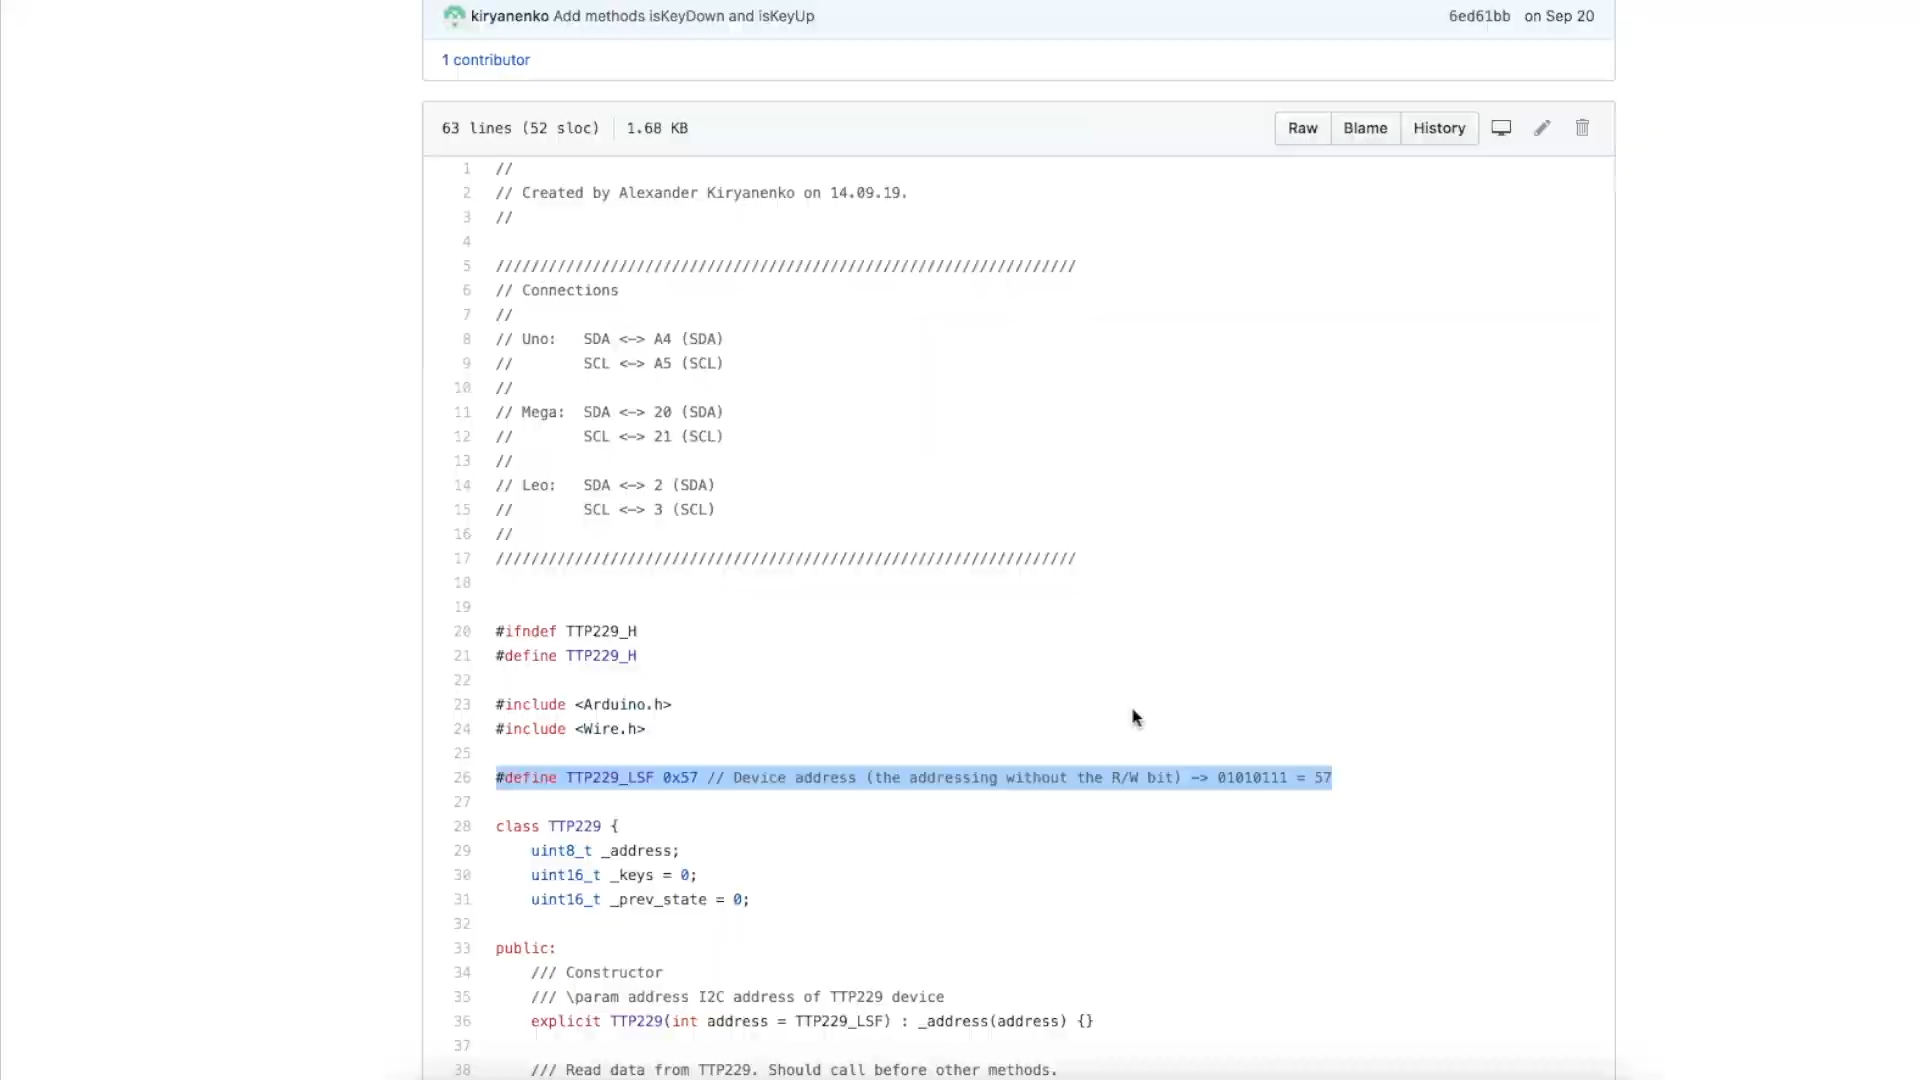 kiryanenko Add methods isKeyDown and isKeyUp 6ed61bb on Sep 20
1 contributor
63 lines (52 sloc) 1.68 KB Raw Blame History
1 //
2 // Created by Alexander Kiryanenko on 14.09.19.
3 //
4
5 //////////////////////////////////////////////////////////////////
6 // Connections
7 //
8 // Uno:   SDA <-> A4 (SDA)
9 //        SCL <-> A5 (SCL)
10 //
11 // Mega:  SDA <-> 20 (SDA)
12 //        SCL <-> 21 (SCL)
13 //
14 // Leo:   SDA <-> 2 (SDA)
15 //        SCL <-> 3 (SCL)
16 //
17 //////////////////////////////////////////////////////////////////
18
19
20 #ifndef TTP229_H
21 #define TTP229_H
22
23 #include <Arduino.h>
24 #include <Wire.h>
25
26 #define TTP229_LSF 0x57 // Device address (the addressing without the R/W bit) -> 01010111 = 57
27
28 class TTP229 {
29     uint8_t _address;
30     uint16_t _keys = 0;
31     uint16_t _prev_state = 0;
32
33 public:
34     /// Constructor
35     /// \param address I2C address of TTP229 device
36     explicit TTP229(int address = TTP229_LSF) : _address(address) {}
37
38     /// Read data from TTP229. Should call before other methods.